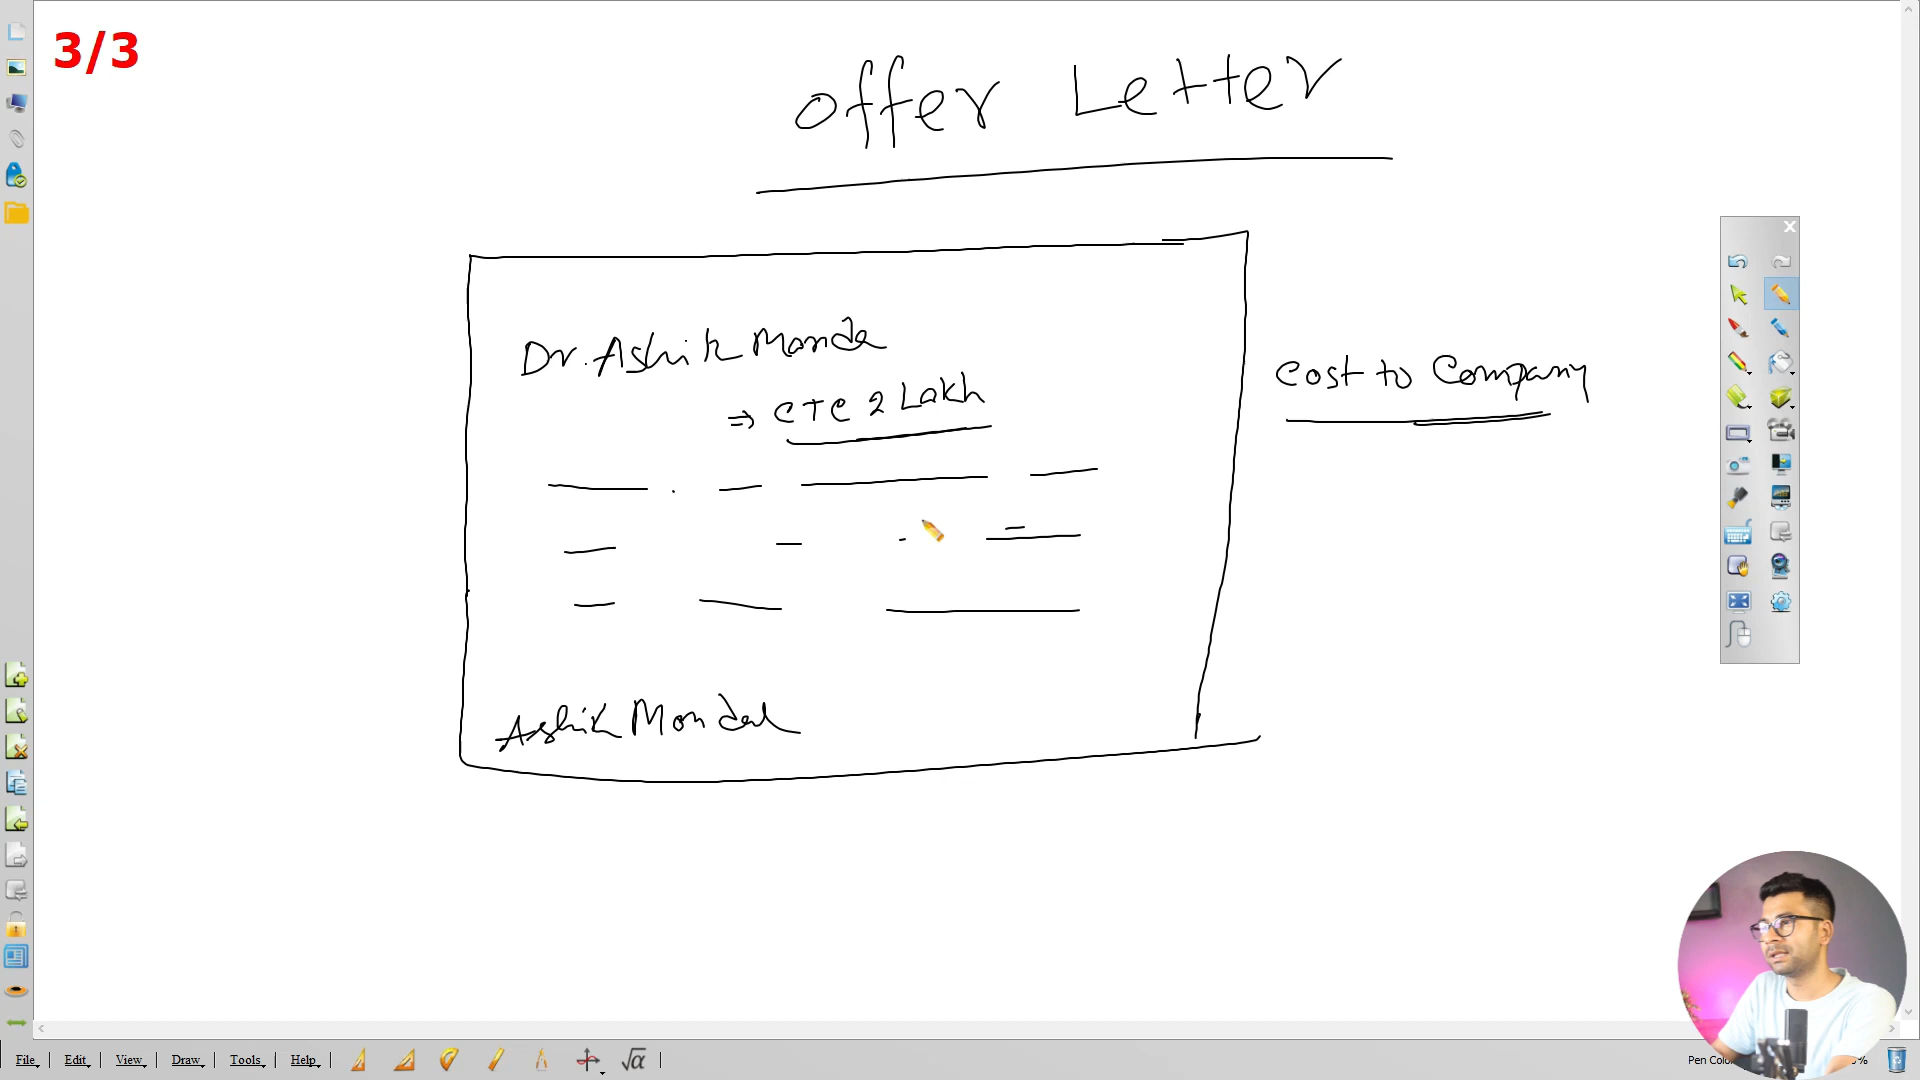 3/3
Offer Letter
Dr. Ashik Monda
⇒ CTC 2 Lakh
Cost to Company
Ashik Mondal
File
Edit
View
Draw
Tools
Help
√α